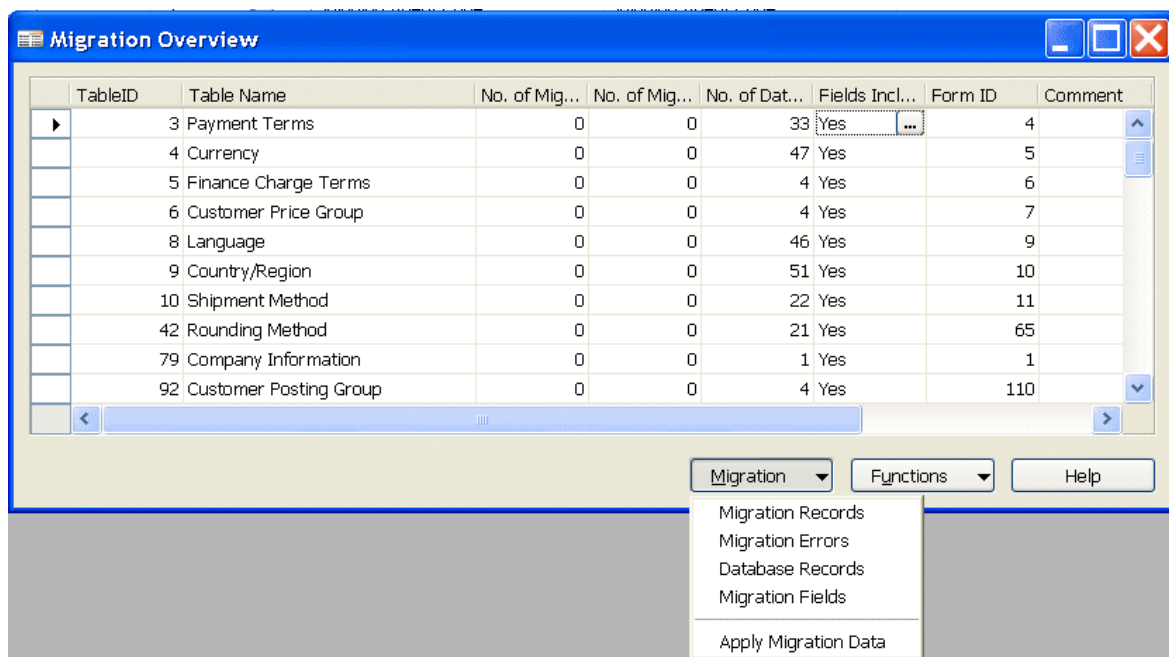 Migration Overview
TableID Table Name No. of Mig... No. of Mig... No. of Dat... Fields Incl... Form ID Comment
3 Payment Terms 0 0 33 Yes ... 4
4 Currency 0 0 47 Yes 5
5 Finance Charge Terms 0 0 4 Yes 6
6 Customer Price Group 0 0 4 Yes 7
8 Language 0 0 46 Yes 9
9 Country/Region 0 0 51 Yes 10
10 Shipment Method 0 0 22 Yes 11
42 Rounding Method 0 0 21 Yes 65
79 Company Information 0 0 1 Yes 1
92 Customer Posting Group 0 0 4 Yes 110
Migration Functions Help
Migration Records
Migration Errors
Database Records
Migration Fields
Apply Migration Data